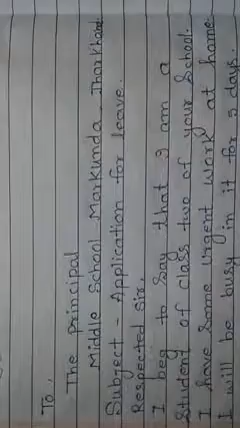 To,
The principal
Middle School Markunda, Jharkhand
Subject - Application for leave.
Respected Sir,
I beg to say that I am a
Student of class two of your School.
I have Some urgent work at home.
I will be busy in it for 5 days.